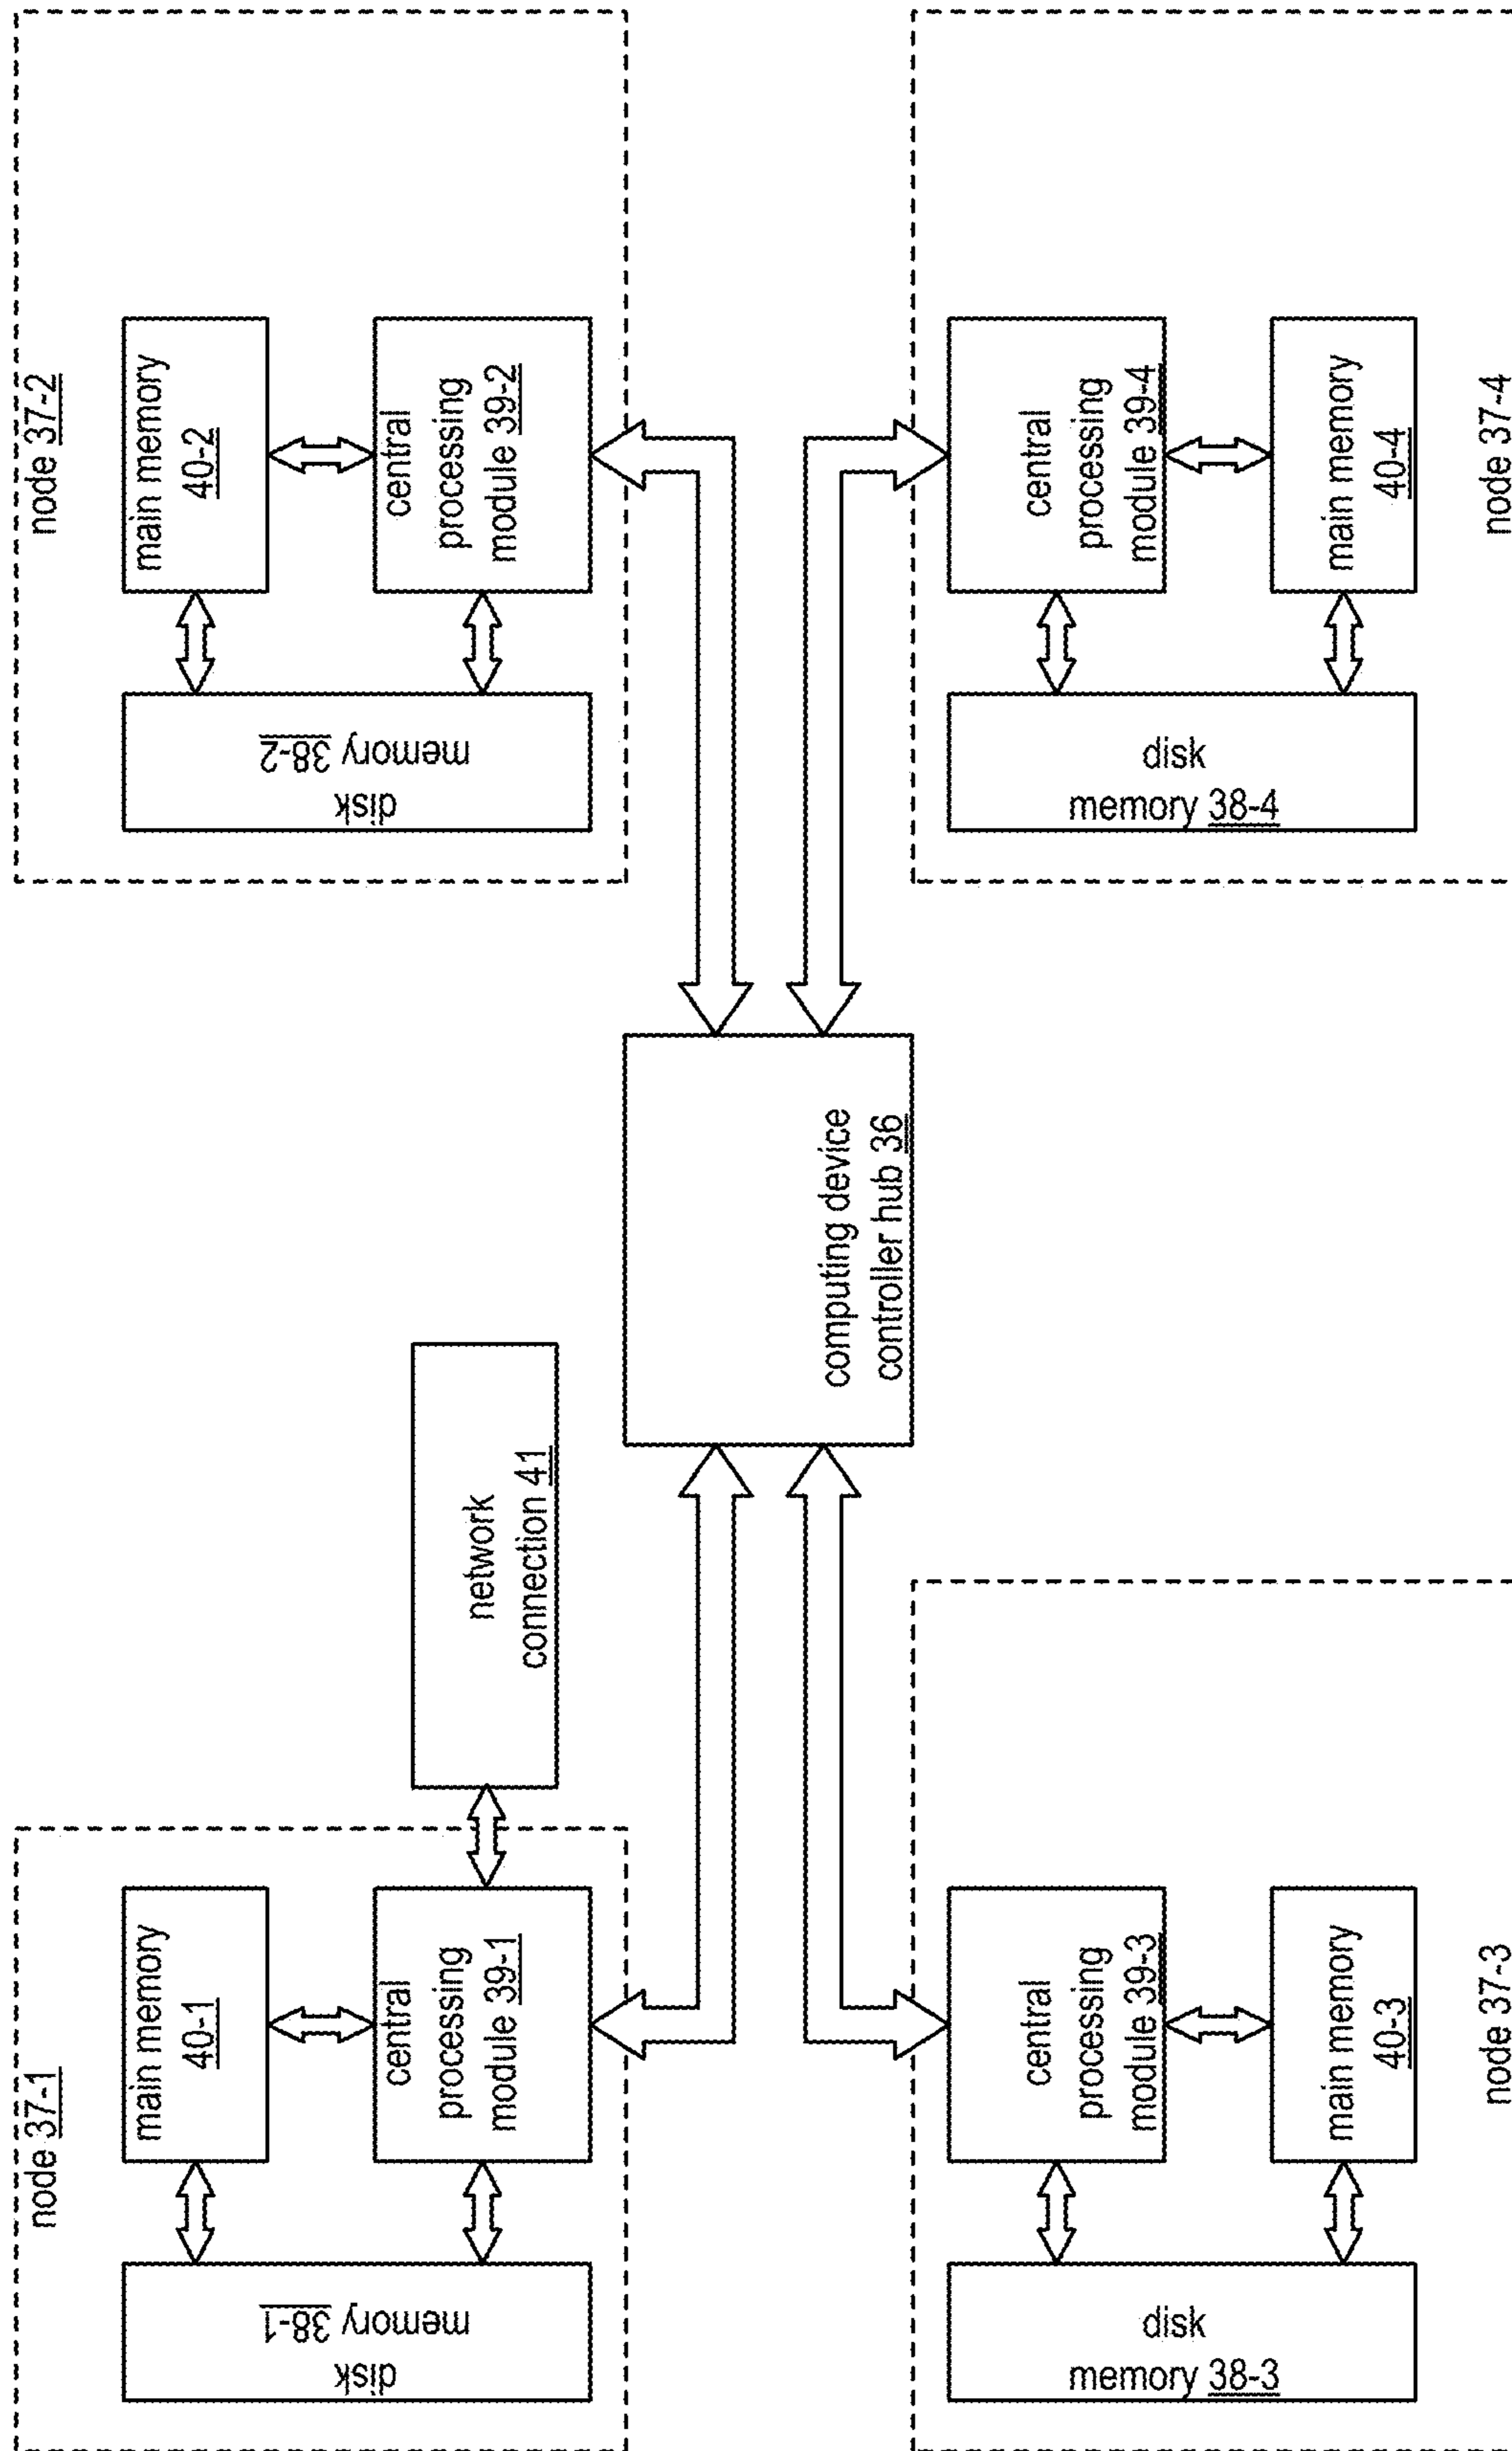 node 37-1
main memory
40-1
central
processing
module 39-1
disk
memory 38-1
network
connection 41
node 37-2
main memory
40-2
central
processing
module 39-2
disk
memory 38-2
computing device
controller hub 36
central
processing
module 39-3
main memory
40-3
disk
memory 38-3
node 37-3
central
processing
module 39-4
main memory
40-4
disk
memory 38-4
node 37-4